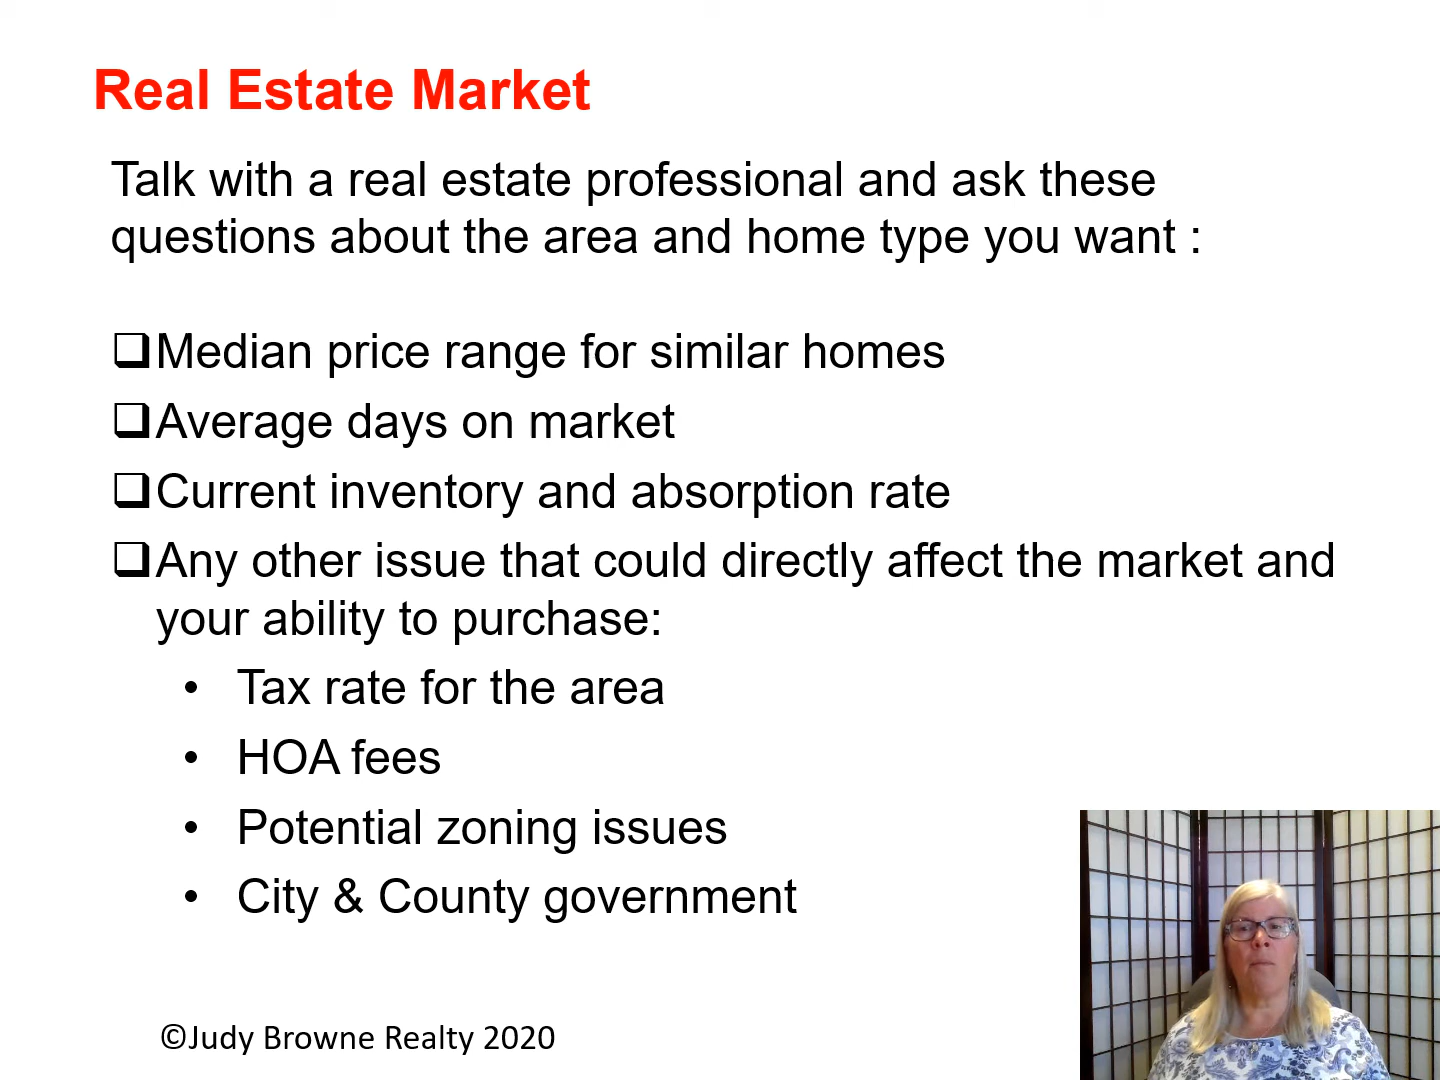 Real Estate Market
Talk with a real estate professional and ask these
questions about the area and home type you want :
❑Median price range for similar homes
❑Average days on market
❑Current inventory and absorption rate
❑Any other issue that could directly affect the market and
your ability to purchase:
• Tax rate for the area
• HOA fees
• Potential zoning issues
• City & County government
©Judy Browne Realty 2020